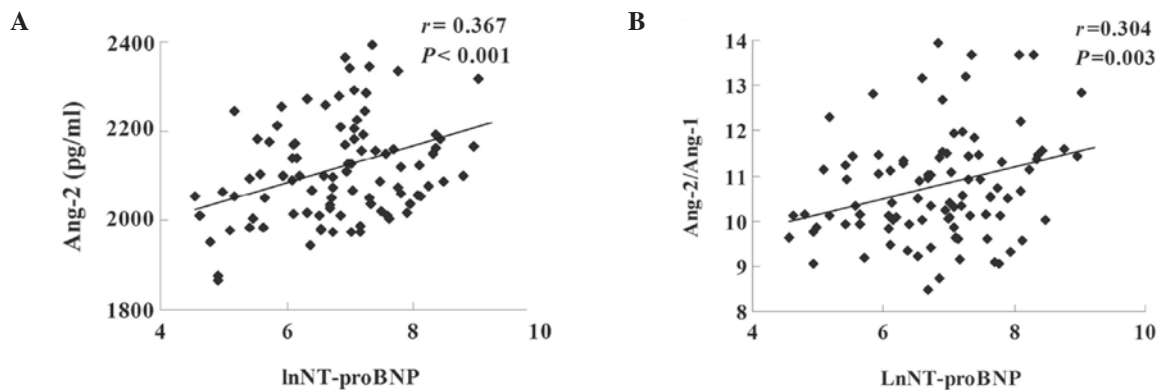 A
r= 0.367
P< 0.001
2400
2200
2000
1800
Ang-2 (pg/ml)
4 6 8 10
lnNT-proBNP
B
r=0.304
P=0.003
14
13
12
11
10
9
8
Ang-2/Ang-1
4 6 8 10
LnNT-proBNP